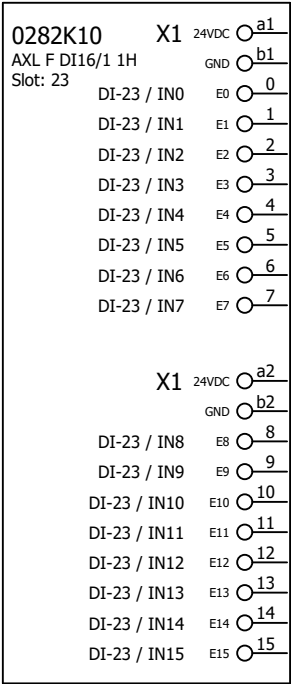 0282K10 X1 24VDC a1
AXL F DI16/1 1H GND b1
Slot: 23
DI-23 / IN0 E0 0
DI-23 / IN1 E1 1
DI-23 / IN2 E2 2
DI-23 / IN3 E3 3
DI-23 / IN4 E4 4
DI-23 / IN5 E5 5
DI-23 / IN6 E6 6
DI-23 / IN7 E7 7
X1 24VDC a2
GND b2
DI-23 / IN8 E8 8
DI-23 / IN9 E9 9
DI-23 / IN10 E10 10
DI-23 / IN11 E11 11
DI-23 / IN12 E12 12
DI-23 / IN13 E13 13
DI-23 / IN14 E14 14
DI-23 / IN15 E15 15